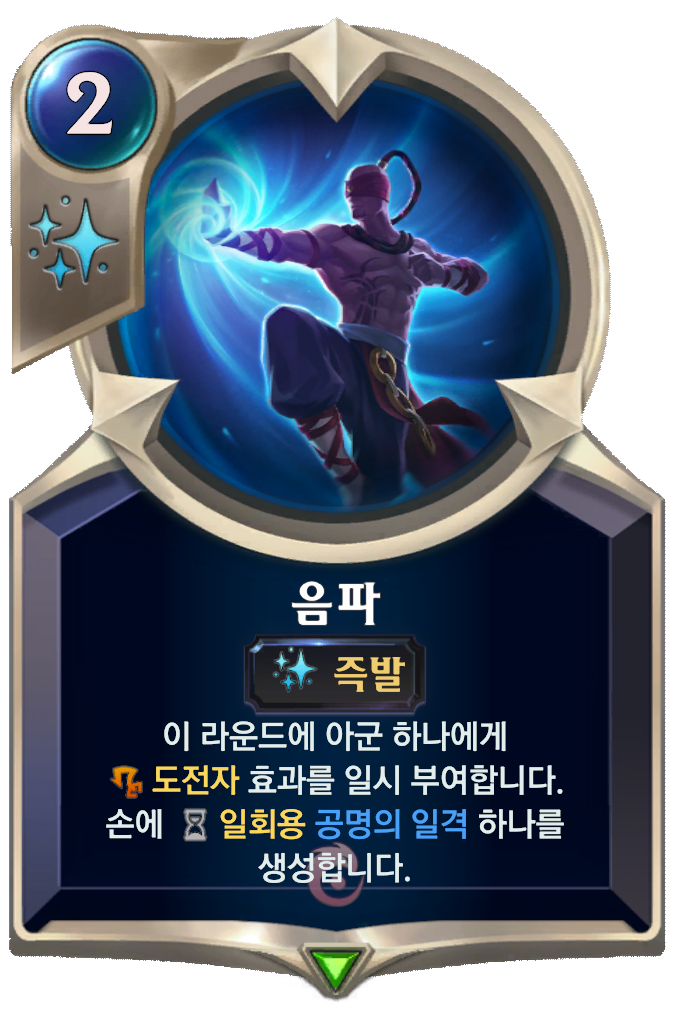 2
음파
즉발
이 라운드에 아군 하나에게
도전자 효과를 일시 부여합니다.
손에 일회용 공명의 일격 하나를
생성합니다.